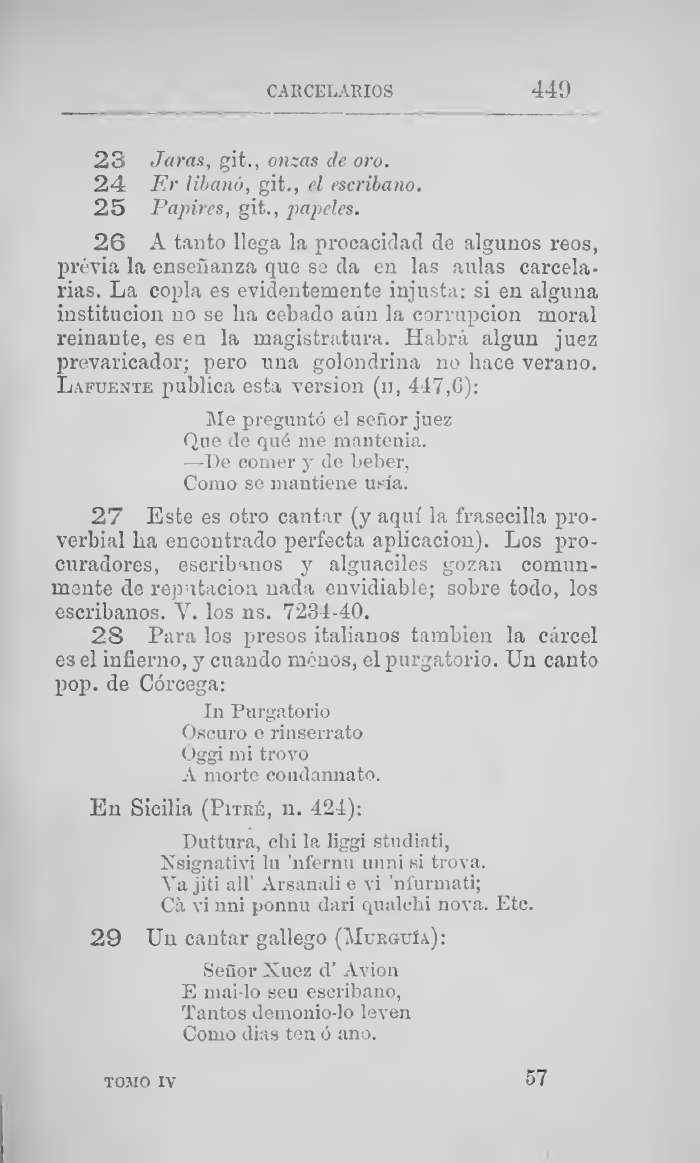 CARCELARIOS 449
23 Jaras, git., onzas de oro.
24 Er libanó, git., el escribano.
25 Papires, git., papeles.
26 A tanto llega la procacidad de algunos reos,
prévia la enseñanza que se da en las aulas carcela-
rias. La copla es evidentemente injusta: si en alguna
institucion no se ha cebado aún la corrupcion moral
reinante, es en la magistratura. Habrá algun juez
prevaricador; pero una golondrina no hace verano.
LAFUENTE publica esta version (II, 447,6):
Me preguntó el señor juez
Que de qué me mantenia.
—De comer y de beber,
Como se mantiene usía.
27 Este es otro cantar (y aquí la frasecilla pro-
verbial ha encontrado perfecta aplicacion). Los pro-
curadores, escribanos y alguaciles gozan comun-
mente de reputacion nada envidiable; sobre todo, los
escribanos. V. los ns. 7234-40.
28 Para los presos italianos tambien la cárcel
es el infierno, y cuando ménos, el purgatorio. Un canto
pop. de Córcega:
In Purgatorio
Oscuro e rinserrato
Oggi mi trovo
A morte condannato.
En Sicilia (PITRÉ, n. 424):
Dutturá, chi la liggi studiati,
Nsignativi lu 'nfernu unni si trova.
Va jiti all' Arsanali e vi 'nfurmati;
Cà vi nni ponnu dari qualchi nova. Etc.
29 Un cantar gallego (MURGUÍA):
Señor Xuez d' Avion
E mai-lo seu escribano,
Tantos demonio-lo leven
Como dias ten ó ano.
TOMO IV 57